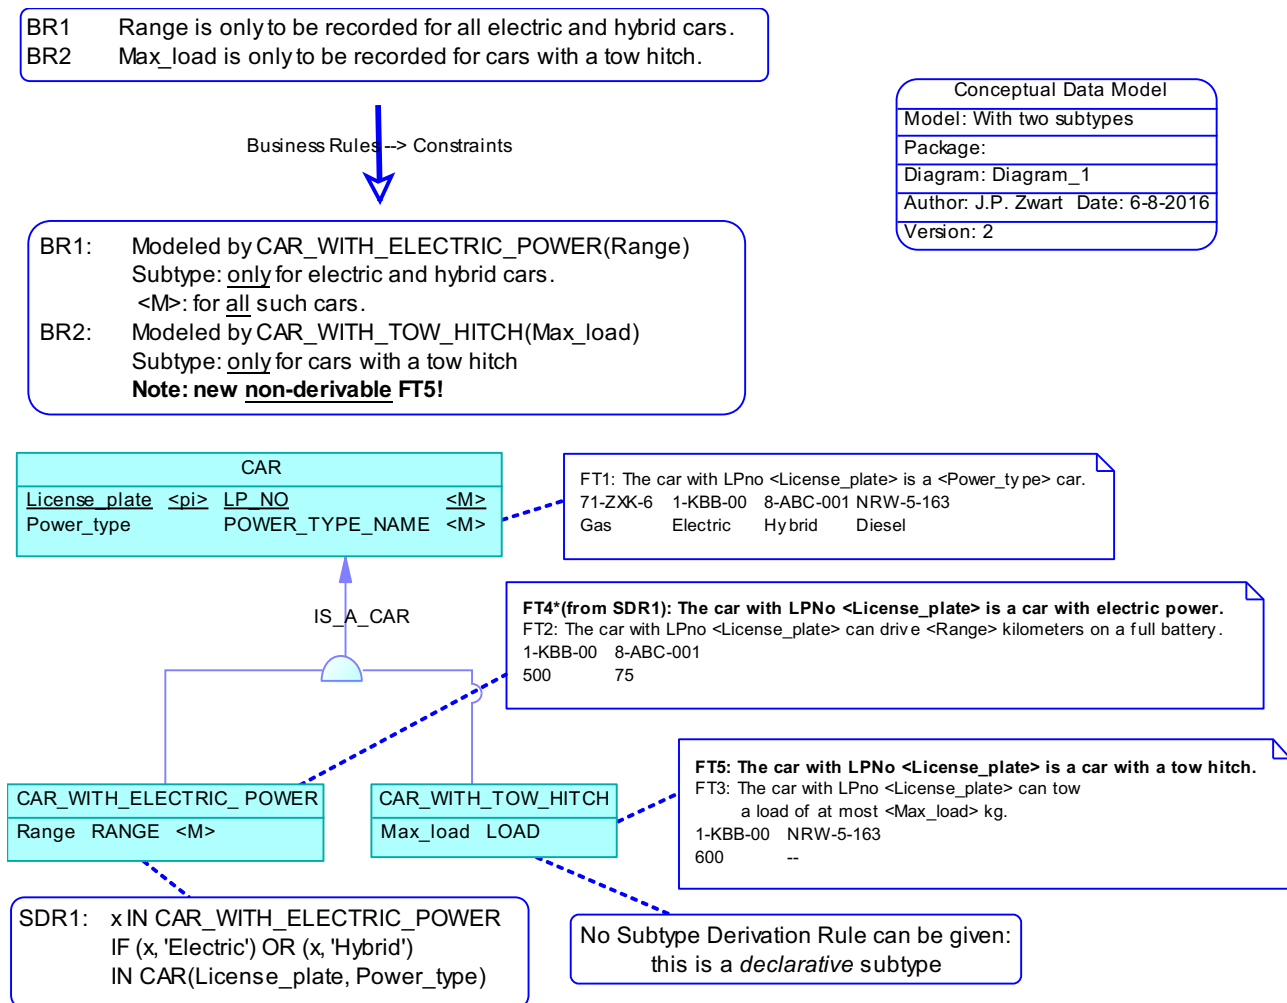 BR1 Range is only to be recorded for all electric and hybrid cars.
BR2 Max_load is only to be recorded for cars with a tow hitch.
Business Rules --> Constraints
Conceptual Data Model
Model: With two subtypes
Package:
Diagram: Diagram_1
Author: J.P. Zwart Date: 6-8-2016
Version: 2
BR1: Modeled by CAR_WITH_ELECTRIC_POWER(Range)
Subtype: only for electric and hybrid cars.
<M>: for all such cars.
BR2: Modeled by CAR_WITH_TOW_HITCH(Max_load)
Subtype: only for cars with a tow hitch
Note: new non-derivable FT5!
CAR
License_plate <pi> LP_NO <M>
Power_type POWER_TYPE_NAME <M>
FT1: The car with LPno <License_plate> is a <Power_type> car.
71-ZXK-6 1-KBB-00 8-ABC-001 NRW-5-163
Gas Electric Hybrid Diesel
IS_A_CAR
FT4*(from SDR1): The car with LPNo <License_plate> is a car with electric power.
FT2: The car with LPno <License_plate> can drive <Range> kilometers on a full battery.
1-KBB-00 8-ABC-001
500 75
FT5: The car with LPNo <License_plate> is a car with a tow hitch.
FT3: The car with LPno <License_plate> can tow
a load of at most <Max_load> kg.
1-KBB-00 NRW-5-163
600 --
CAR_WITH_ELECTRIC_ POWER
Range RANGE <M>
CAR_WITH_TOW_HITCH
Max_load LOAD
SDR1: x IN CAR_WITH_ELECTRIC_POWER
IF (x, 'Electric') OR (x, 'Hybrid')
IN CAR(License_plate, Power_type)
No Subtype Derivation Rule can be given:
this is a declarative subtype